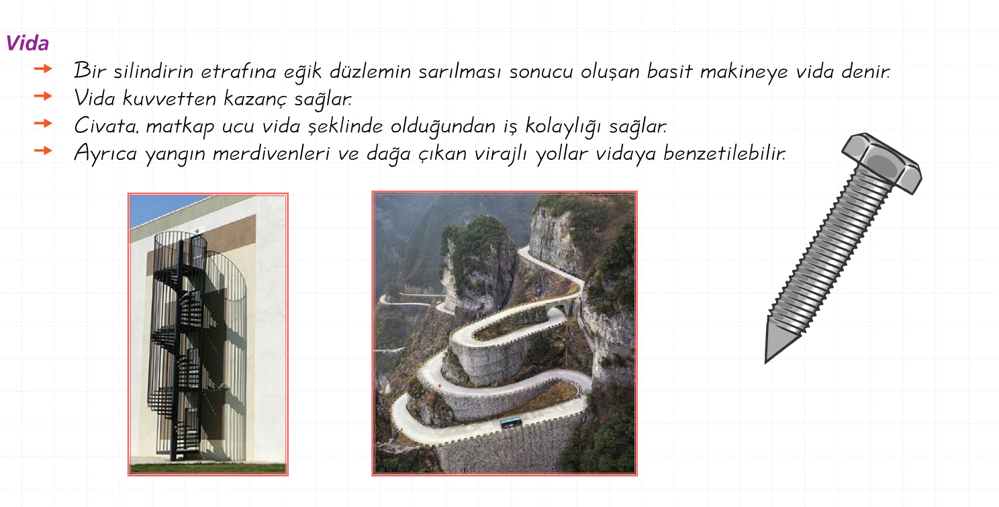 Vida
→ Bir silindirin etrafına eğik düzlemin sarılması sonucu oluşan basit makineye vida denir.
→ Vida kuvvetten kazanç sağlar.
→ Civata, matkap ucu vida şeklinde olduğundan iş kolaylığı sağlar.
→ Ayrıca yangın merdivenleri ve dağa çıkan virajlı yollar vidaya benzetilebilir.